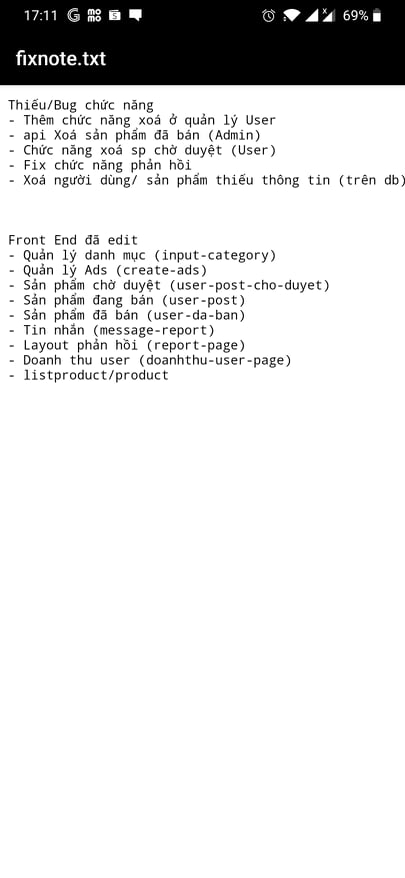 17:11 69%
fixnote.txt
Thiếu/Bug chức năng
- Thêm chức năng xoá ở quản lý User
- api Xoá sản phẩm đã bán (Admin)
- Chức năng xoá sp chờ duyệt (User)
- Fix chức năng phản hồi
- Xoá người dùng/ sản phẩm thiếu thông tin (trên db)
Front End đã edit
- Quản lý danh mục (input-category)
- Quản lý Ads (create-ads)
- Sản phẩm chờ duyệt (user-post-cho-duyet)
- Sản phẩm đang bán (user-post)
- Sản phẩm đã bán (user-da-ban)
- Tin nhắn (message-report)
- Layout phản hồi (report-page)
- Doanh thu user (doanhthu-user-page)
- listproduct/product